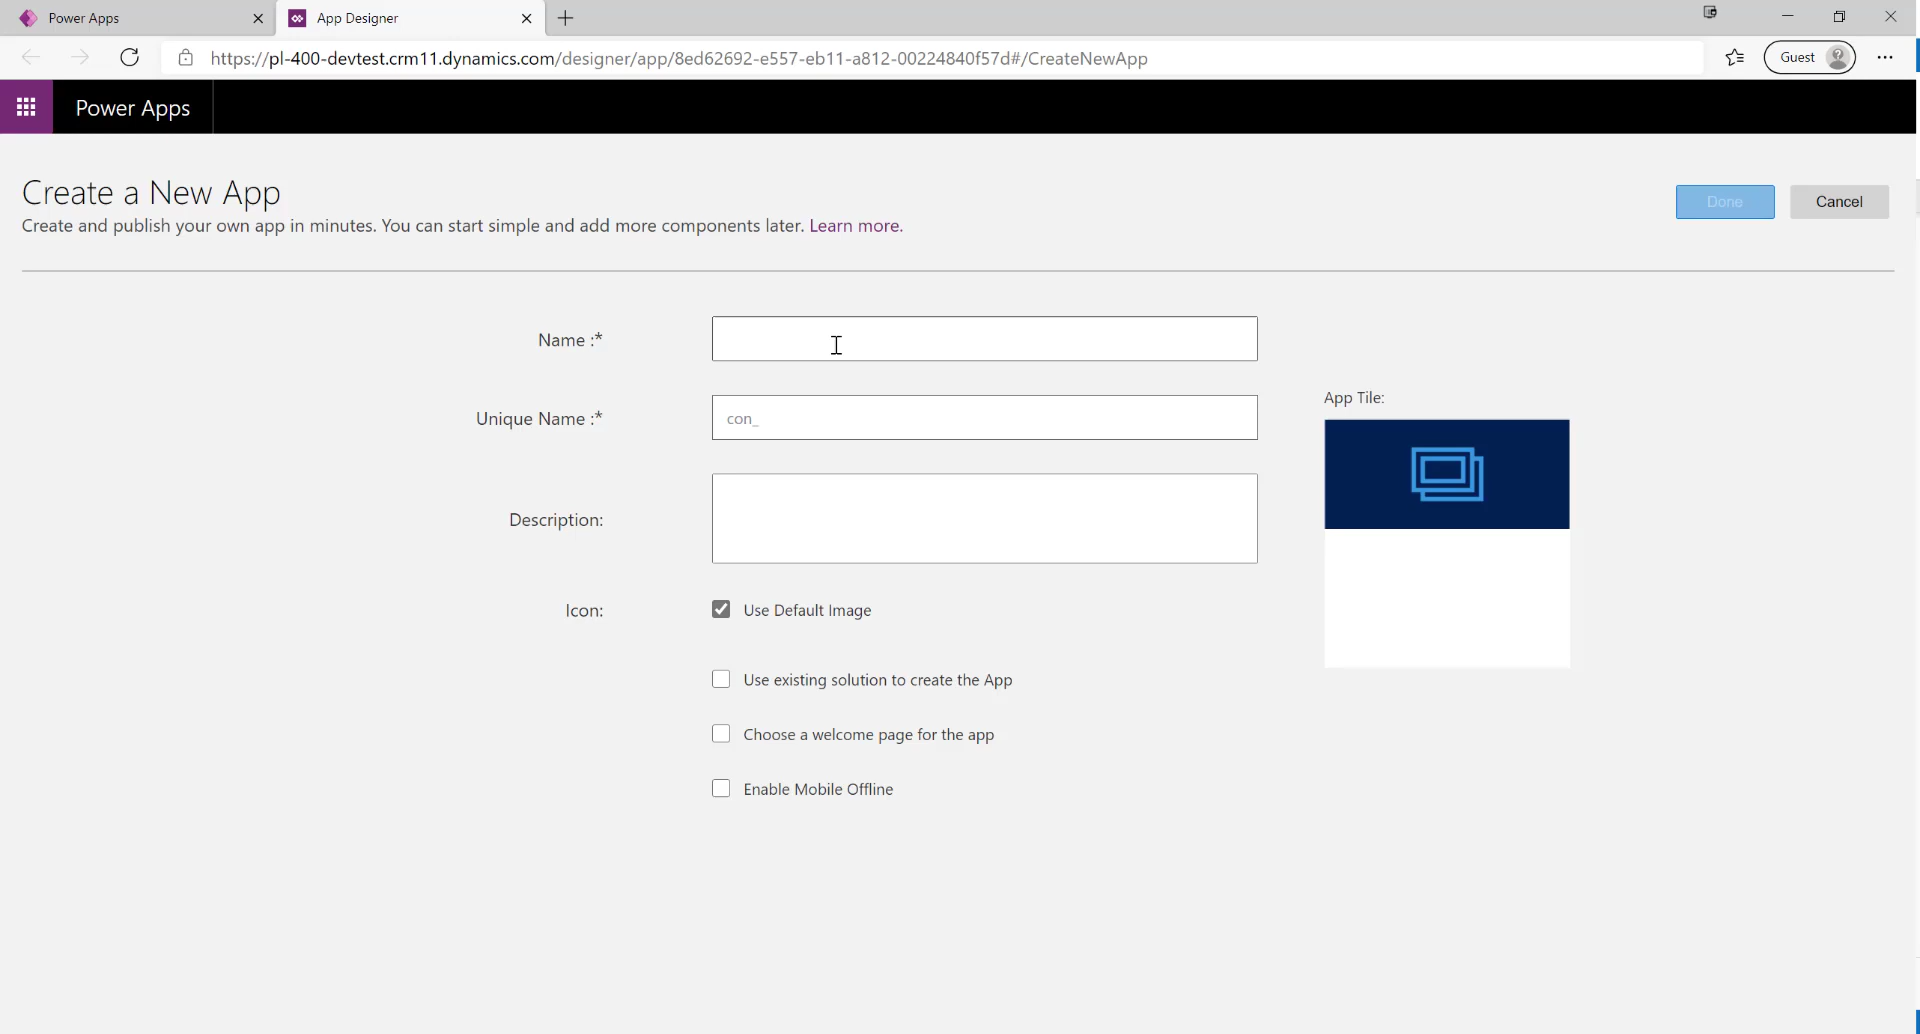 Power Apps
App Designer
https://pl-400-devtest.crm11.dynamics.com/designer/app/8ed62692-e557-eb11-a812-00224840f57d#/CreateNewApp
Guest
Power Apps
Create a New App
Create and publish your own app in minutes. You can start simple and add more components later. Learn more.
Done
Cancel
Name :*
Unique Name :*
con_
App Tile:
Description:
Icon:
Use Default Image
Use existing solution to create the App
Choose a welcome page for the app
Enable Mobile Offline